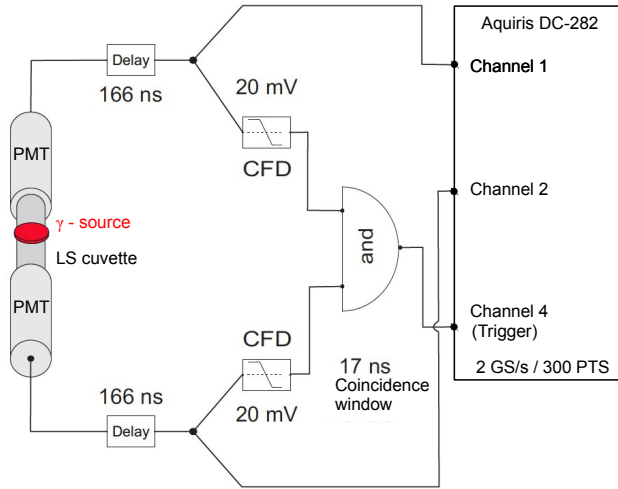 Aquiris DC-282
Delay
166 ns
20 mV
Channel 1
CFD
PMT
γ - source
LS cuvette
and
Channel 2
PMT
Channel 4
(Trigger)
CFD
17 ns
Coincidence
window
2 GS/s / 300 PTS
166 ns
20 mV
Delay